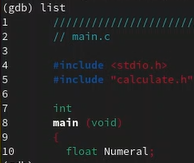 (gdb) list
1 //////////////////////
2 // main.c
3
4 #include <stdio.h>
5 #include "calculate.h"
6
7 int
8 main (void)
9 {
10 float Numeral;